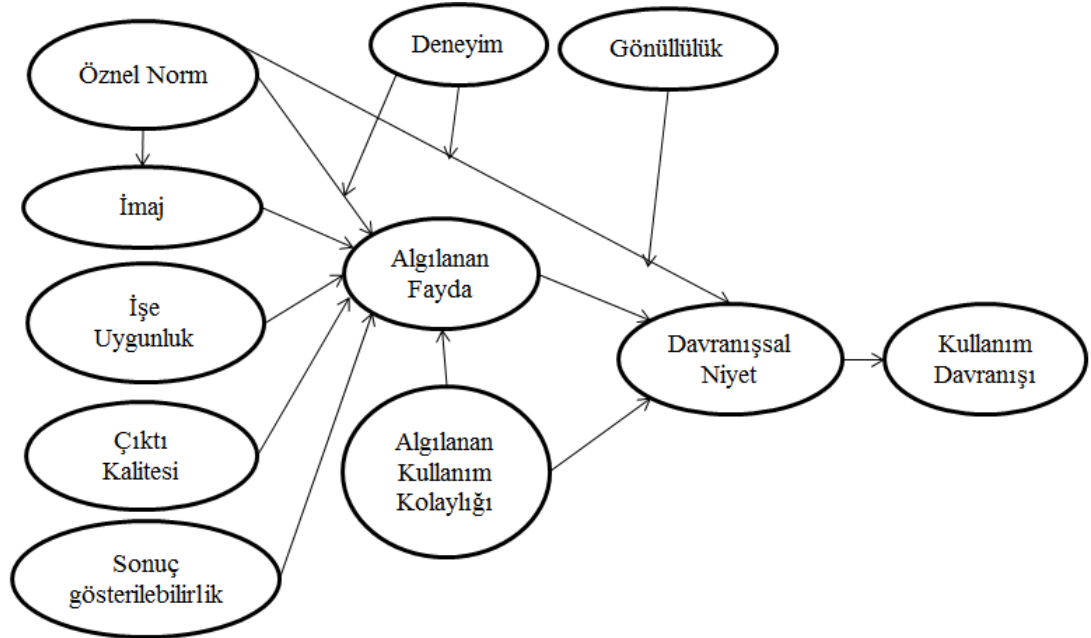 Öznel Norm
Deneyim
Gönüllülük
İmaj
Algılanan
Fayda
İşe
Uygunluk
Davranışsal
Niyet
Kullanım
Davranışı
Çıktı
Kalitesi
Algılanan
Kullanım
Kolaylığı
Sonuç
gösterilebilirlik